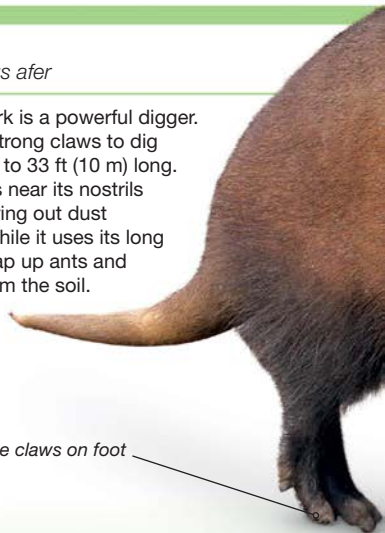 s afer
rk is a powerful digger.
trong claws to dig
to 33 ft (10 m) long.
s near its nostrils
ring out dust
hile it uses its long
ap up ants and
m the soil.
e claws on foot